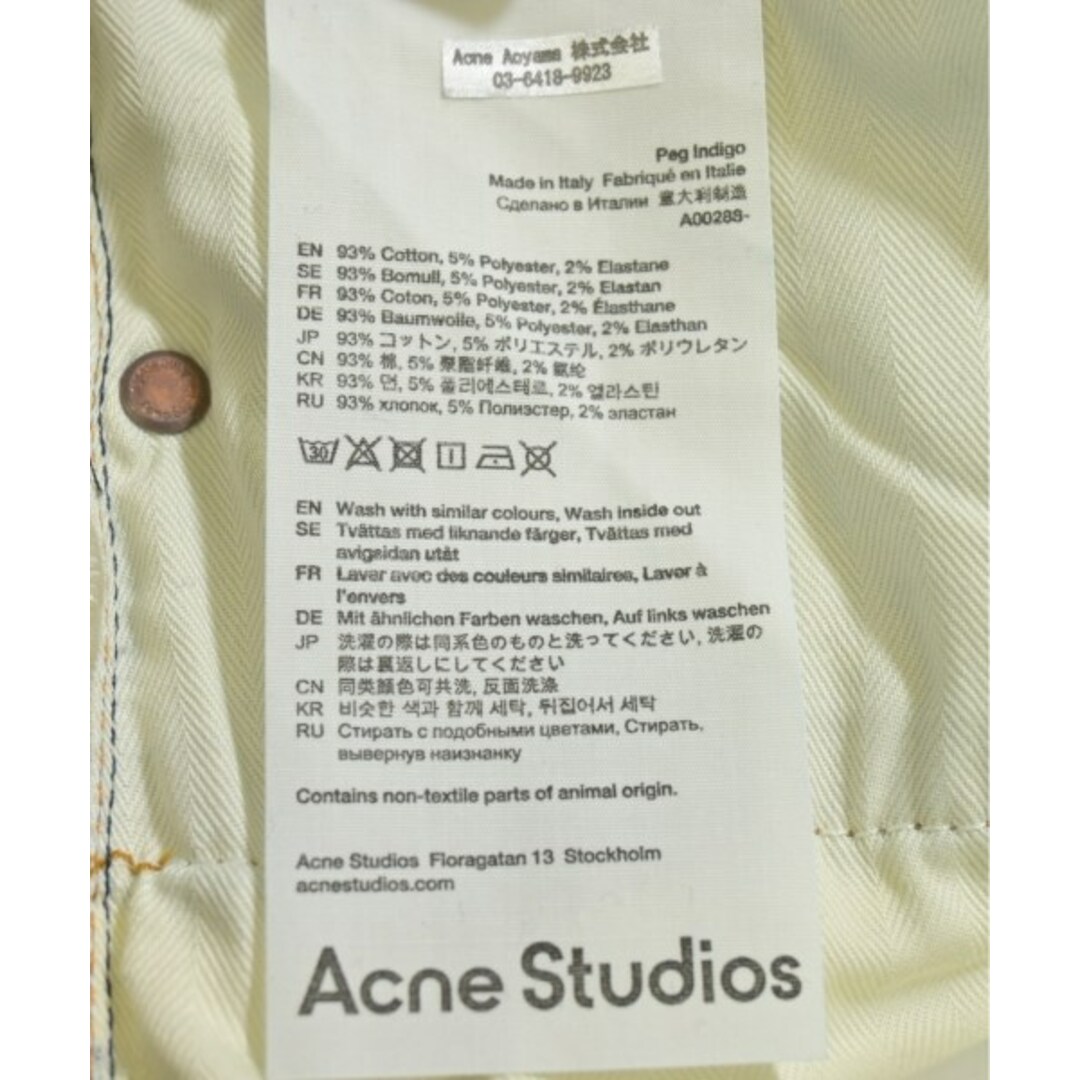 Acne Aoyama 株式会社
03-6418-9923
Peg Indigo
Made in Italy Fabriqué en Italie
Сделано в Италии 意大利制造
A00288-
EN 93% Cotton, 5% Polyester, 2% Elastane
SE 93% Bomull, 5% Polyester, 2% Elastan
FR 93% Coton, 5% Polyester, 2% Élasthane
DE 93% Baumwolle, 5% Polyester, 2% Elasthan
JP 93% コットン, 5% ポリエステル, 2% ポリウレタン
CN 93% 棉, 5% 聚酯纤维, 2% 氨纶
KR 93% 면, 5% 폴리에스테르, 2% 엘라스틴
RU 93% хлопок, 5% Полиэстер, 2% эластан
30
EN Wash with similar colours, Wash inside out
SE Tvättas med liknande färger, Tvättas med
avigsidan utåt
FR Laver avec des couleurs similaires, Laver à
l'envers
DE Mit ähnlichen Farben waschen, Auf links waschen
JP 洗濯の際は同系色のものと洗ってください, 洗濯の
際は裏返しにしてください
CN 同类颜色可共洗, 反面洗涤
KR 비슷한 색과 함께 세탁, 뒤집어서 세탁
RU Стирать с подобными цветами, Стирать,
вывернув наизнанку
Contains non-textile parts of animal origin.
Acne Studios Floragatan 13 Stockholm
acnestudios.com
Acne Studios